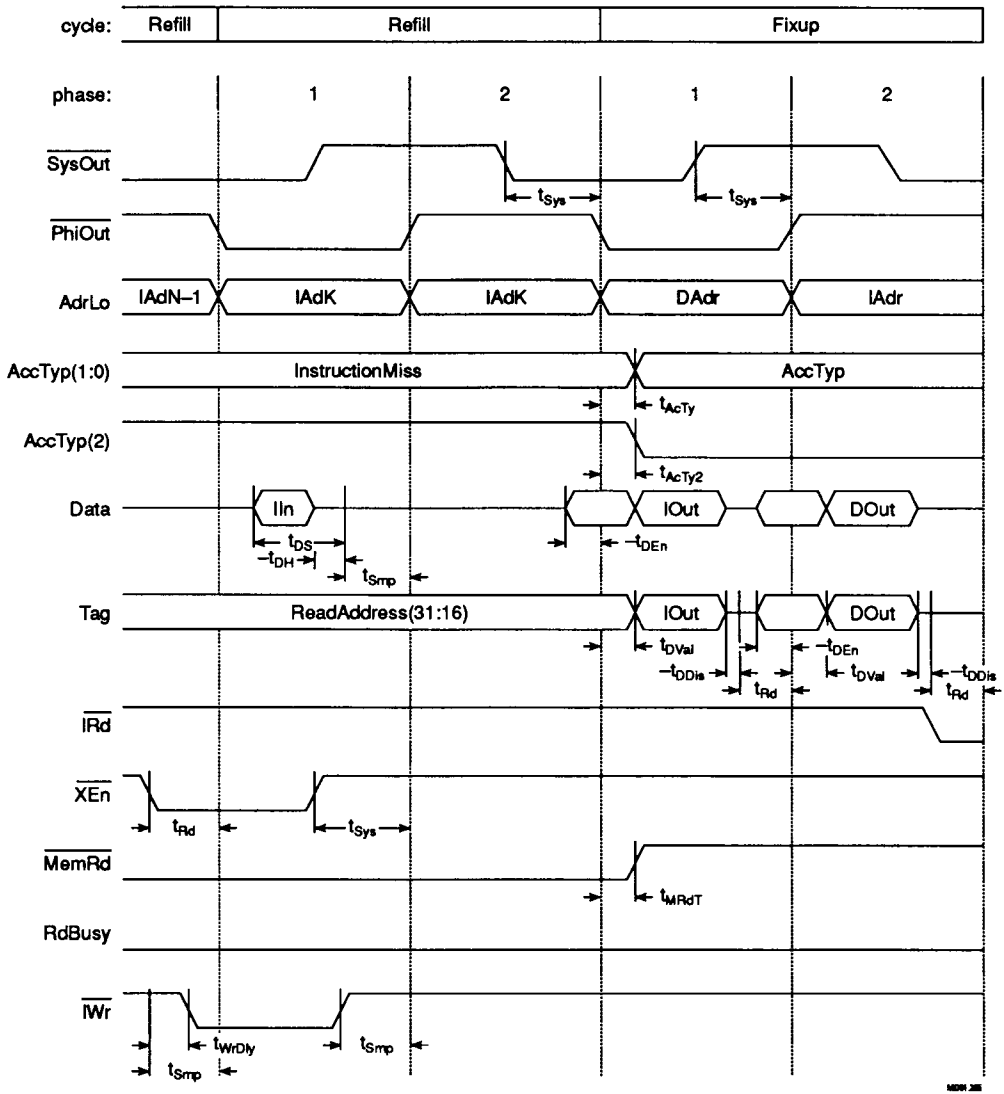 cycle: Refill Refill Fixup
phase: 1 2 1 2
SysOut
tSys tSys
PhiOut
AdrLo IAdN–1 IAdK IAdK DAdr IAdr
AccTyp(1:0) InstructionMiss AccTyp
tAcTy
AccTyp(2)
tAcTy2
Data IIn IOut DOut
tDS –tDEn
–tDH
tSmp
Tag ReadAddress(31:16) IOut DOut
tDVal –tDEn
–tDDis tDVal –tDDis
tRd tRd
IRd
XEn
tRd tSys
MemRd
tMRdT
RdBusy
IWr
tWrDly tSmp
tSmp